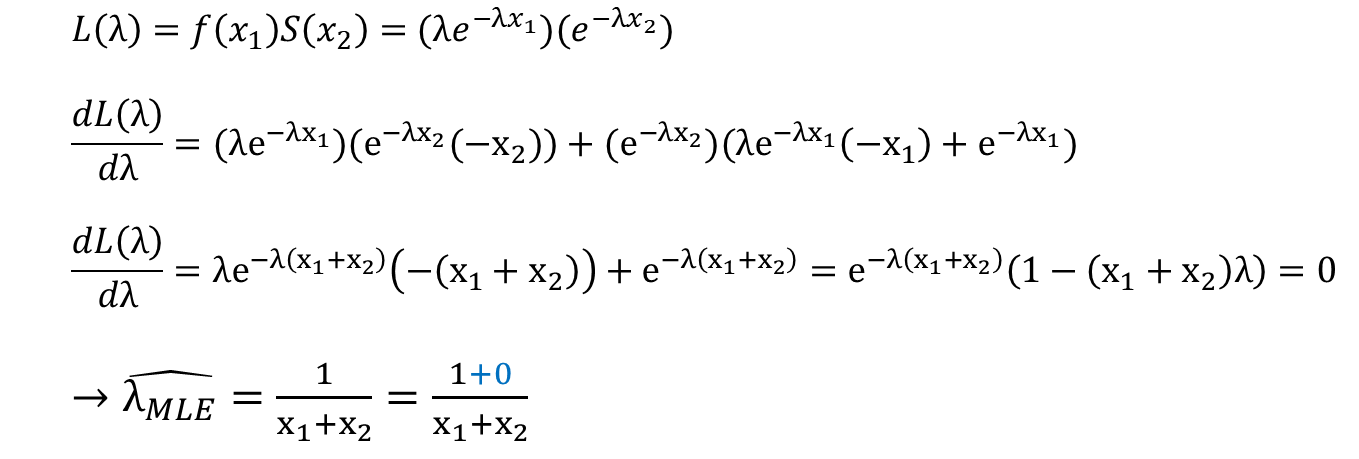 L(λ) = f(x₁)S(x₂) = (λe^{−λx₁})(e^{−λx₂})
dL(λ)/dλ = (λe^{−λx₁})(e^{−λx₂}(−x₂)) + (e^{−λx₂})(λe^{−λx₁}(−x₁) + e^{−λx₁})
dL(λ)/dλ = λe^{−λ(x₁+x₂)}(−(x₁ + x₂)) + e^{−λ(x₁+x₂)} = e^{−λ(x₁+x₂)}(1 − (x₁ + x₂)λ) = 0
→ \widehat{λ_{MLE}} = 1/(x₁+x₂) = (1+0)/(x₁+x₂)